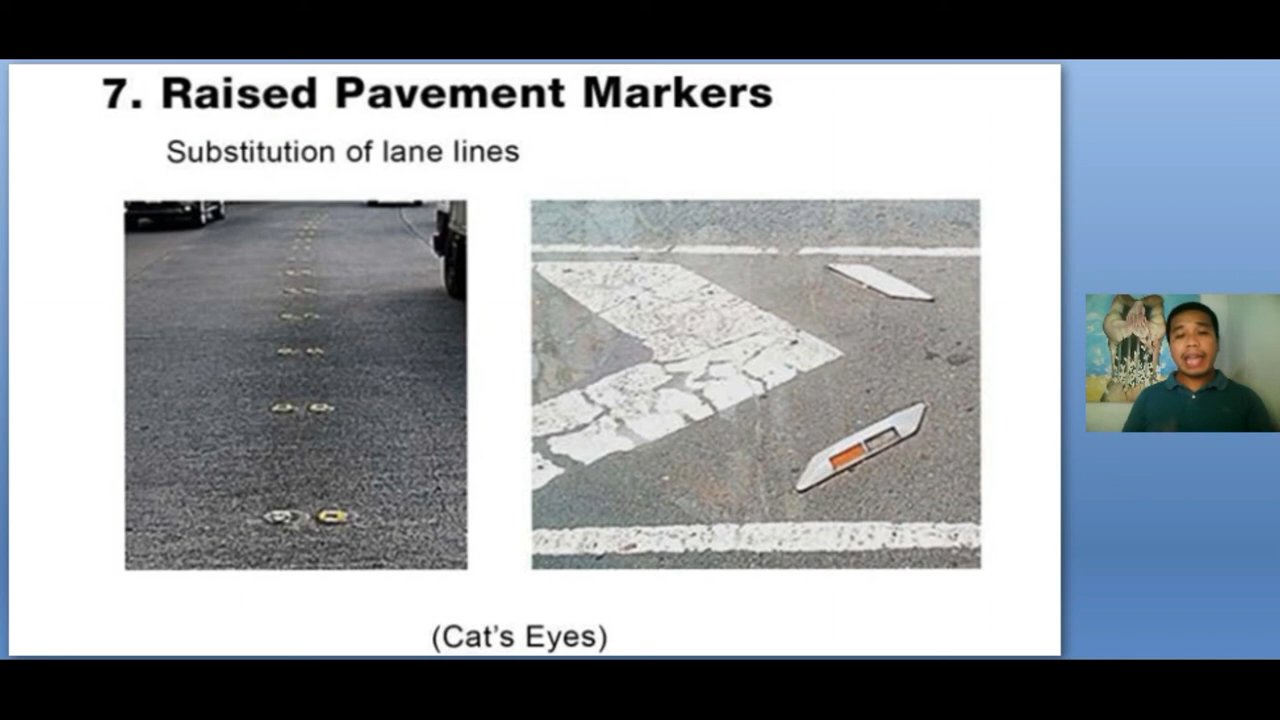 7. Raised Pavement Markers
Substitution of lane lines
(Cat's Eyes)